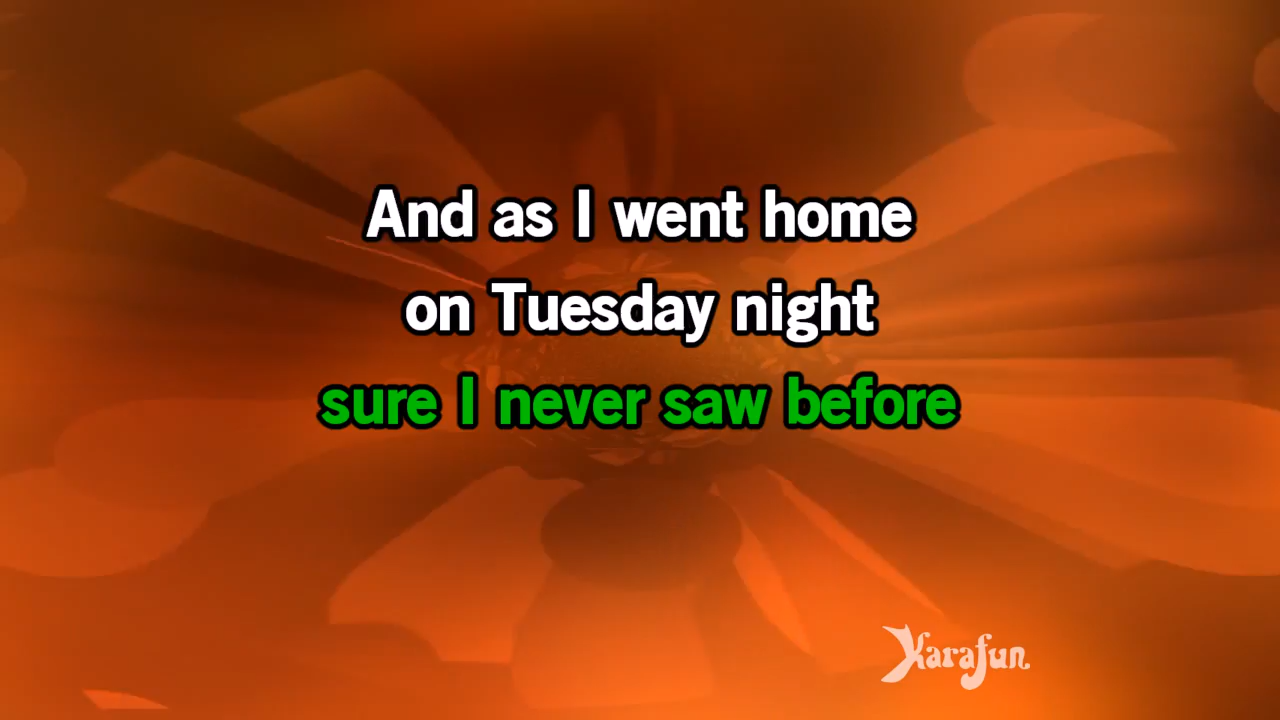 And as I went home
on Tuesday night
sure I never saw before
Karafun